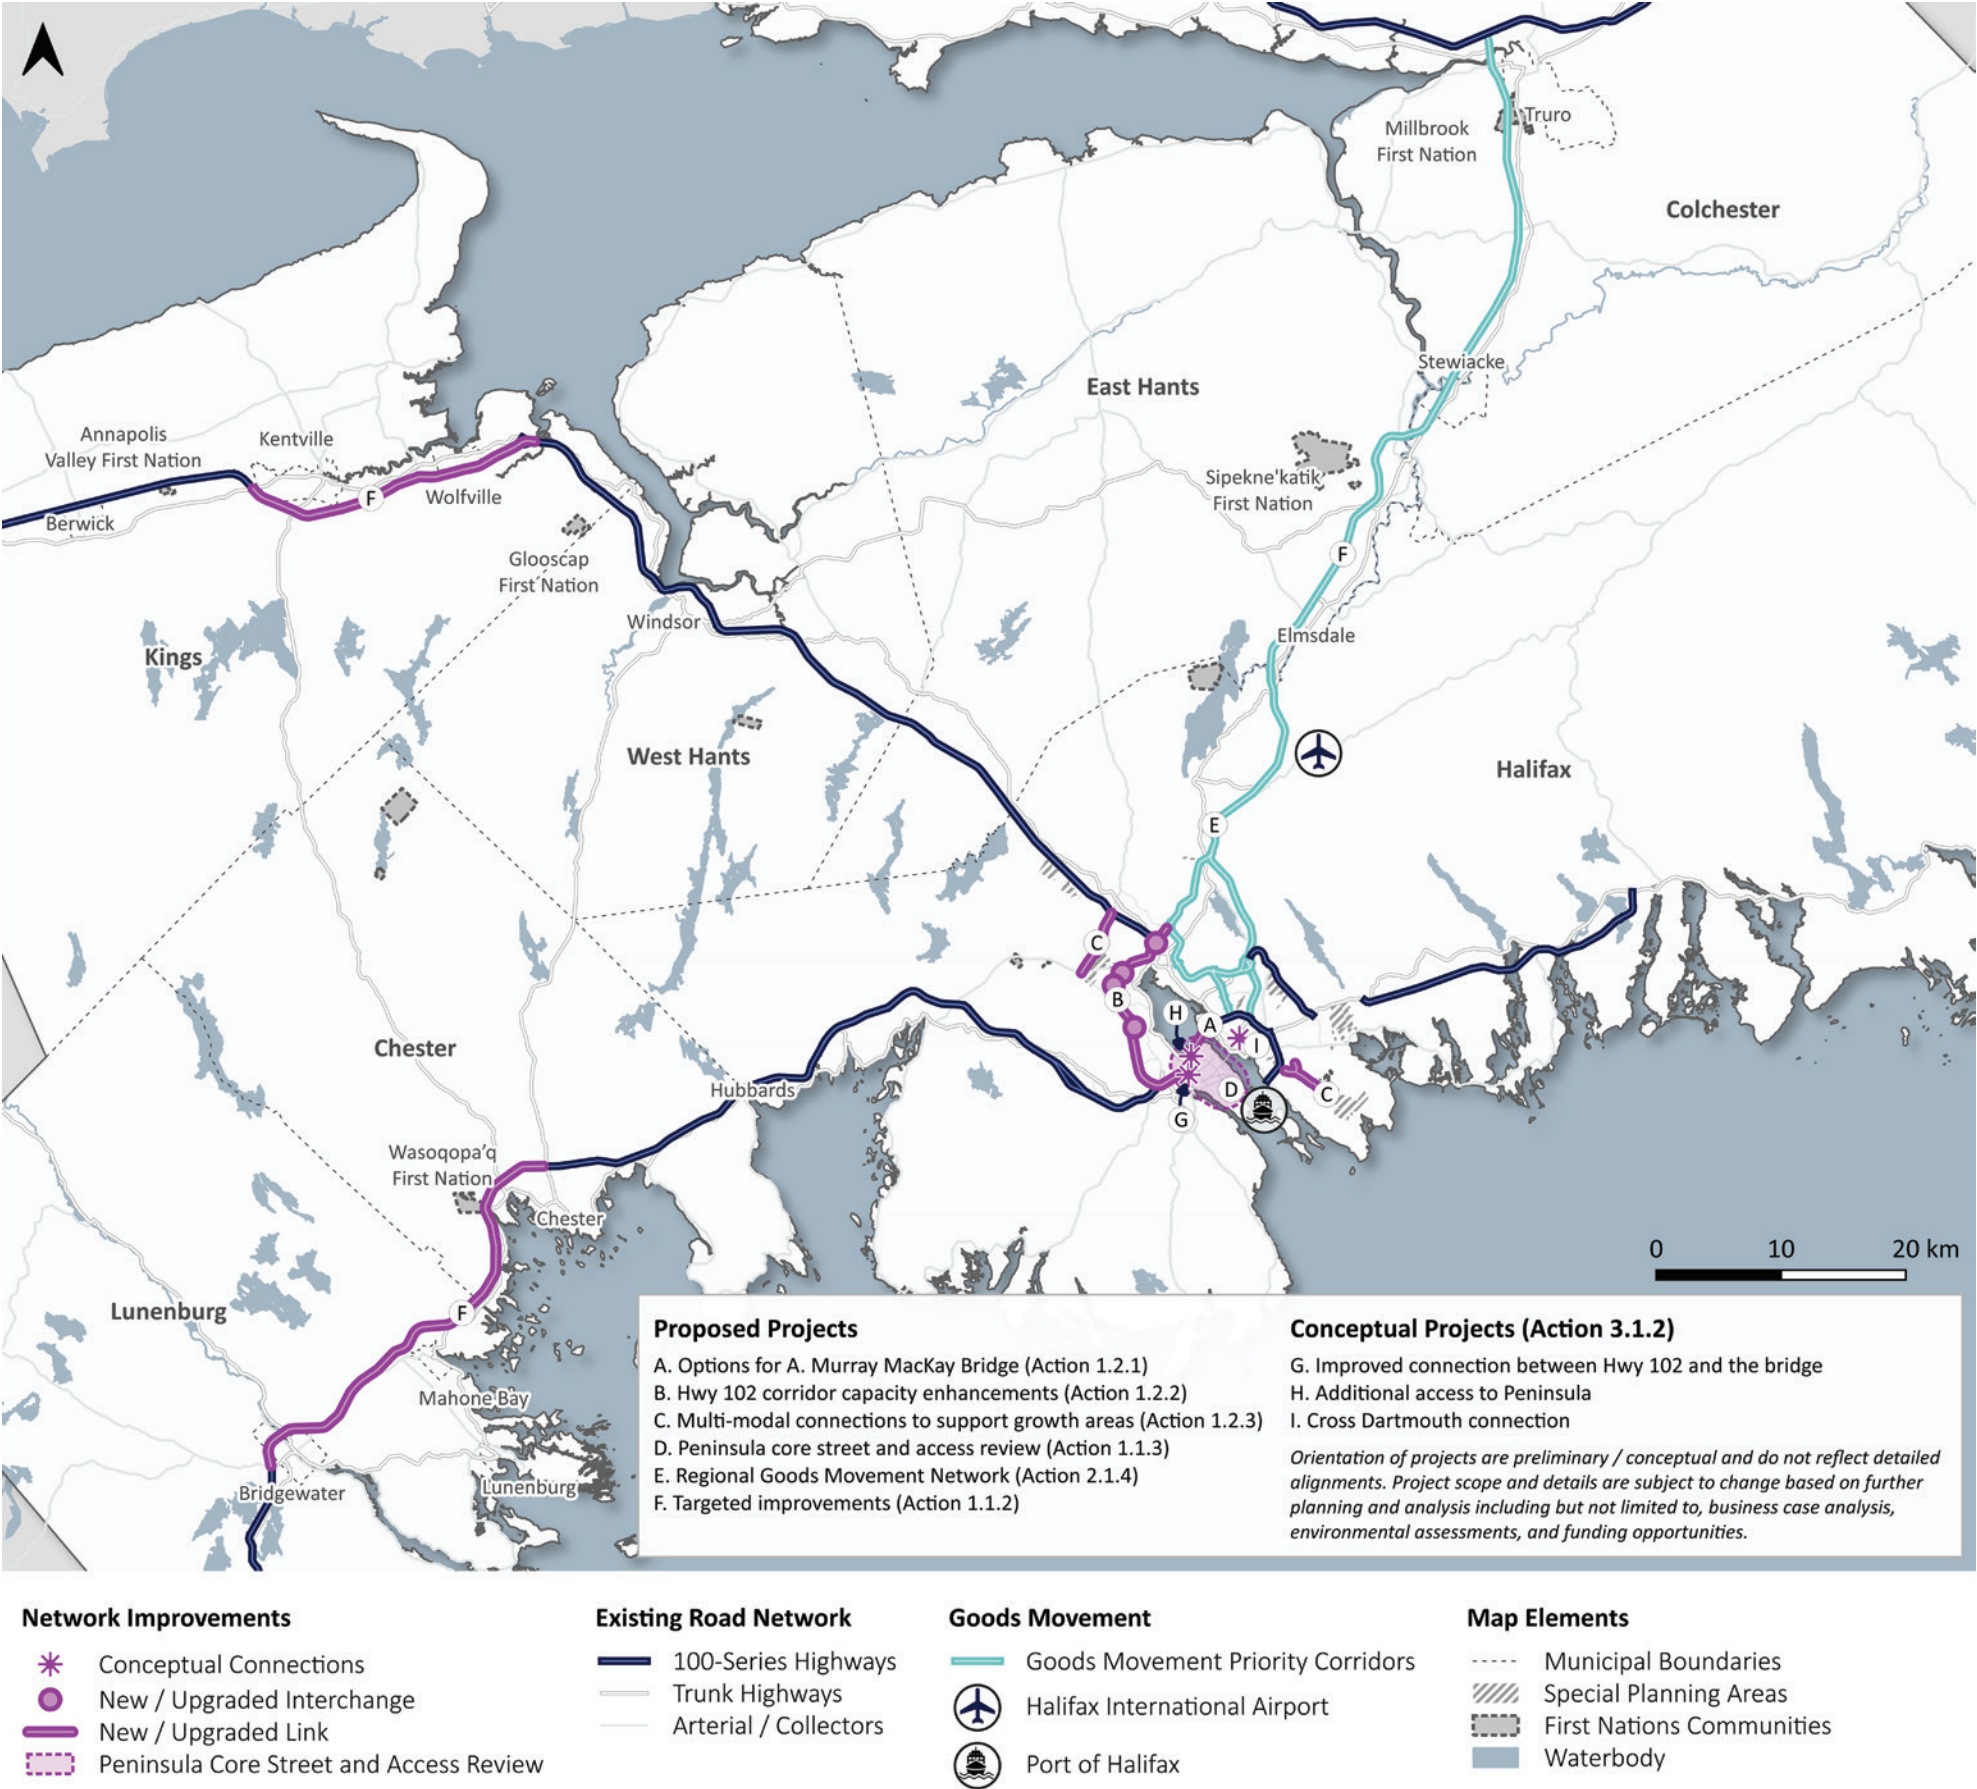 Truro
Millbrook
First Nation
Colchester
Stewiacke
East Hants
Annapolis
Valley First Nation
Kentville
Sipekne'katik
First Nation
F
Wolfville
Berwick
F
Glooscap
First Nation
Windsor
Elmsdale
Kings
West Hants
Halifax
E
C
B
H
A
I
Chester
Hubbards
D
C
G
Wasoqopa'q
First Nation
Chester
0 10 20 km
Lunenburg
F
Mahone Bay
Lunenburg
Bridgewater
Proposed Projects
A. Options for A. Murray MacKay Bridge (Action 1.2.1)
B. Hwy 102 corridor capacity enhancements (Action 1.2.2)
C. Multi-modal connections to support growth areas (Action 1.2.3)
D. Peninsula core street and access review (Action 1.1.3)
E. Regional Goods Movement Network (Action 2.1.4)
F. Targeted improvements (Action 1.1.2)
Conceptual Projects (Action 3.1.2)
G. Improved connection between Hwy 102 and the bridge
H. Additional access to Peninsula
I. Cross Dartmouth connection
Orientation of projects are preliminary / conceptual and do not reflect detailed
alignments. Project scope and details are subject to change based on further
planning and analysis including but not limited to, business case analysis,
environmental assessments, and funding opportunities.
Network Improvements
Conceptual Connections
New / Upgraded Interchange
New / Upgraded Link
Peninsula Core Street and Access Review
Existing Road Network
100-Series Highways
Trunk Highways
Arterial / Collectors
Goods Movement
Goods Movement Priority Corridors
Halifax International Airport
Port of Halifax
Map Elements
Municipal Boundaries
Special Planning Areas
First Nations Communities
Waterbody